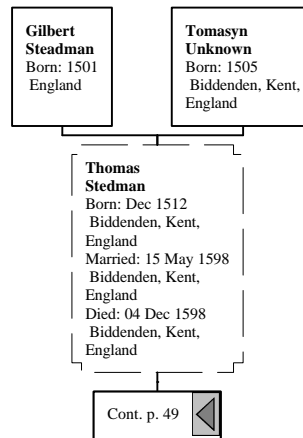 Gilbert
Steadman
Born: 1501
England
Tomasyn
Unknown
Born: 1505
Biddenden, Kent,
England
Thomas
Stedman
Born: Dec 1512
Biddenden, Kent,
England
Married: 15 May 1598
Biddenden, Kent,
England
Died: 04 Dec 1598
Biddenden, Kent,
England
Cont. p. 49